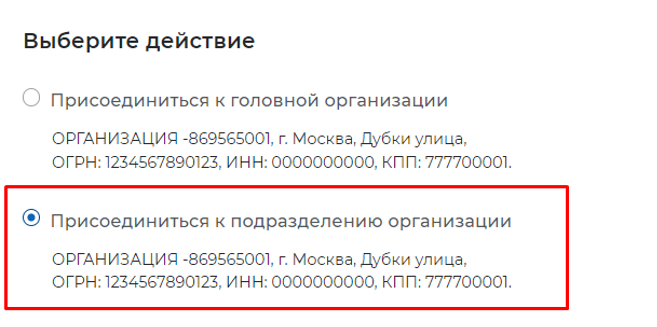 Выберите действие
Присоединиться к головной организации
ОРГАНИЗАЦИЯ -869565001, г. Москва, Дубки улица,
ОГРН: 1234567890123, ИНН: 0000000000, КПП: 777700001.
Присоединиться к подразделению организации
ОРГАНИЗАЦИЯ -869565001, г. Москва, Дубки улица,
ОГРН: 1234567890123, ИНН: 0000000000, КПП: 777700001.